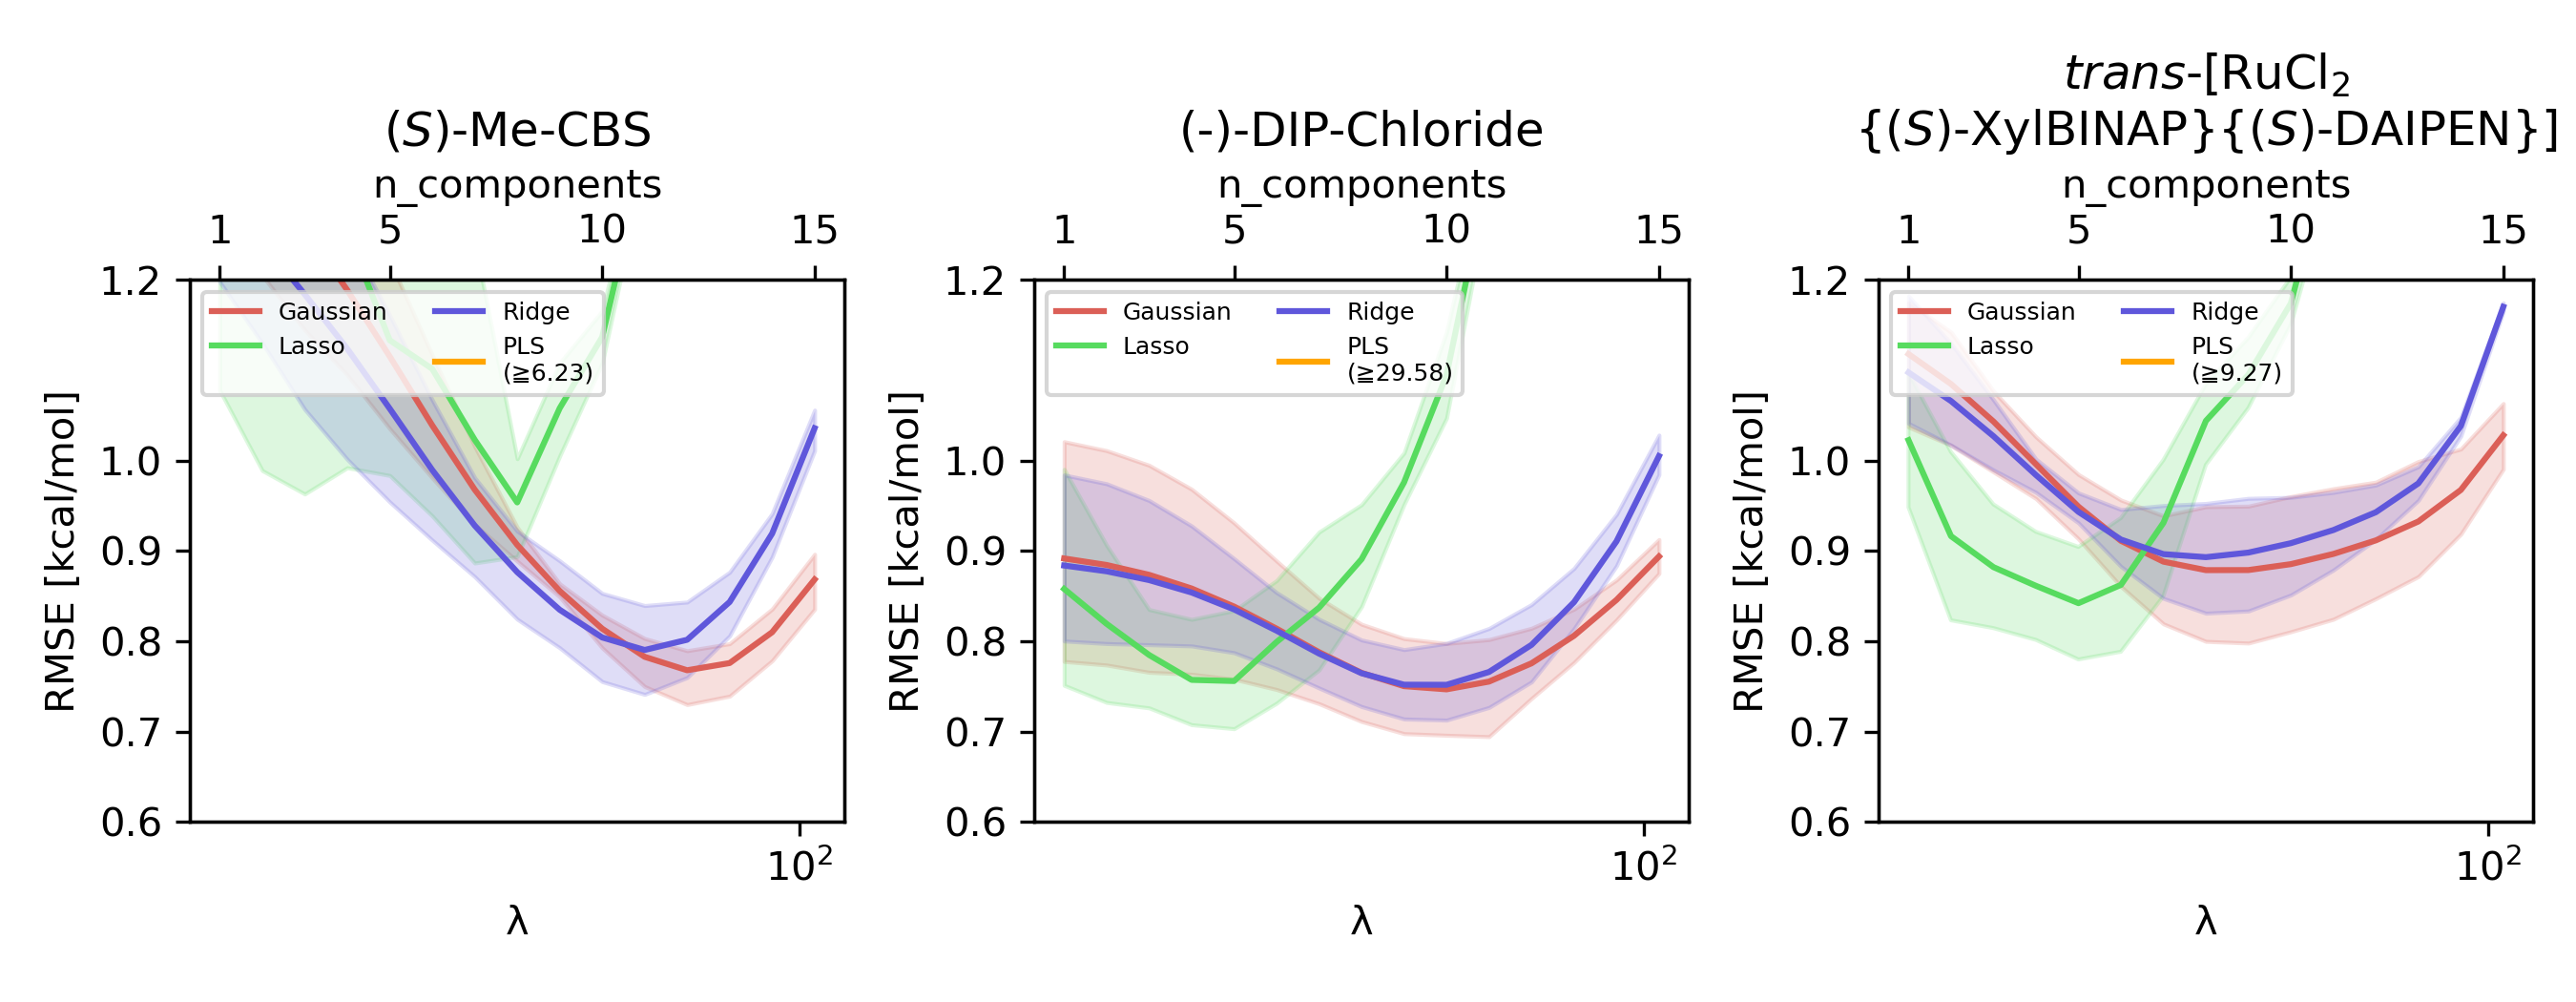 (S)-Me-CBS
n_components
1 5 10 15
1.2
1.0
0.9
0.8
0.7
0.6
RMSE [kcal/mol]
Gaussian
Lasso
Ridge
PLS
(≧6.23)
10²
λ
(-)-DIP-Chloride
n_components
1 5 10 15
1.2
1.0
0.9
0.8
0.7
0.6
RMSE [kcal/mol]
Gaussian
Lasso
Ridge
PLS
(≧29.58)
10²
λ
trans-[RuCl₂
{(S)-XylBINAP}{(S)-DAIPEN}]
n_components
1 5 10 15
1.2
1.0
0.9
0.8
0.7
0.6
RMSE [kcal/mol]
Gaussian
Lasso
Ridge
PLS
(≧9.27)
10²
λ